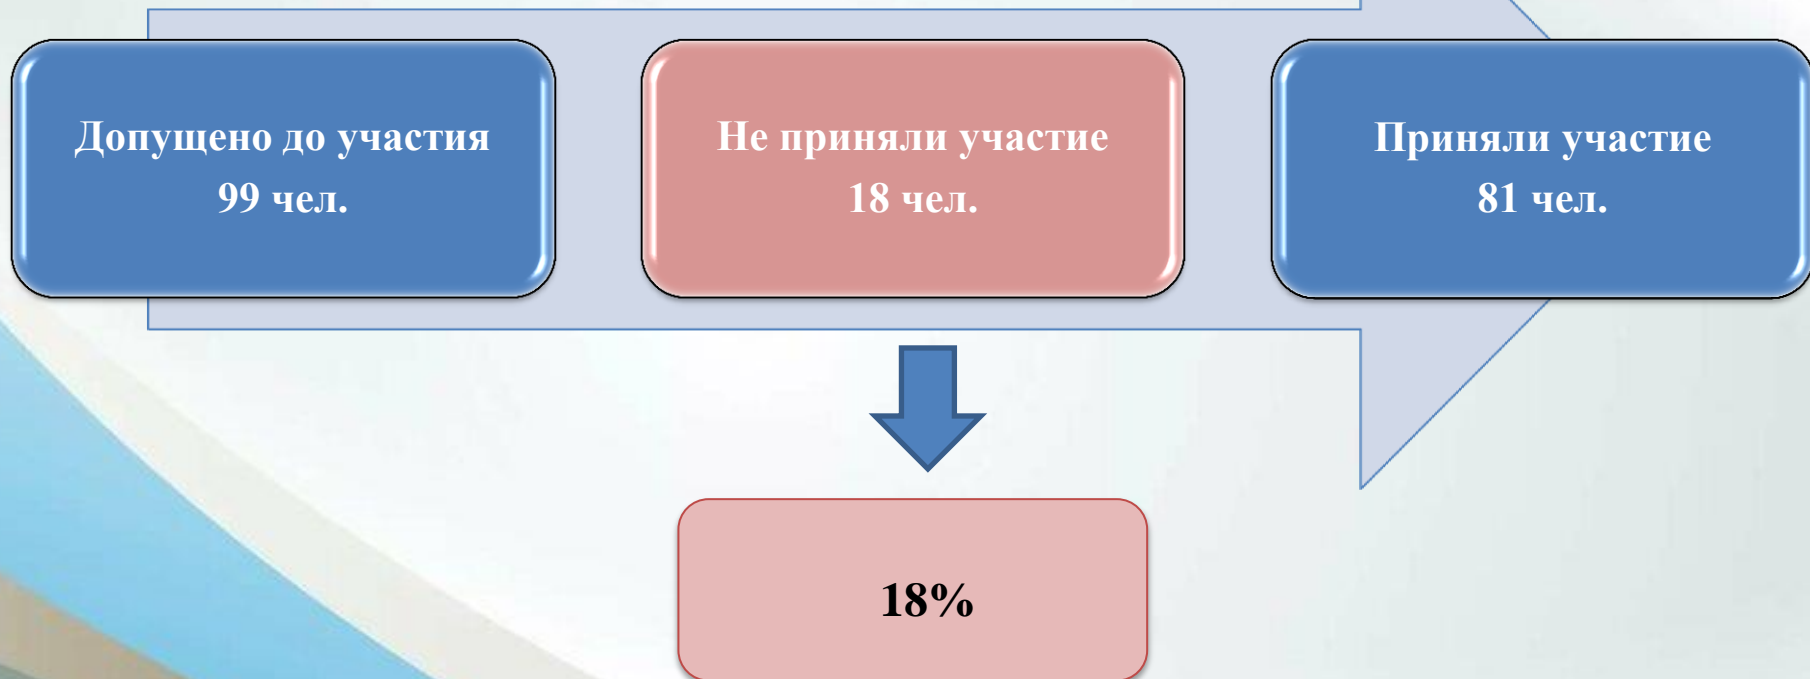 Допущено до участия
99 чел.
Не приняли участие
18 чел.
Приняли участие
81 чел.
18%